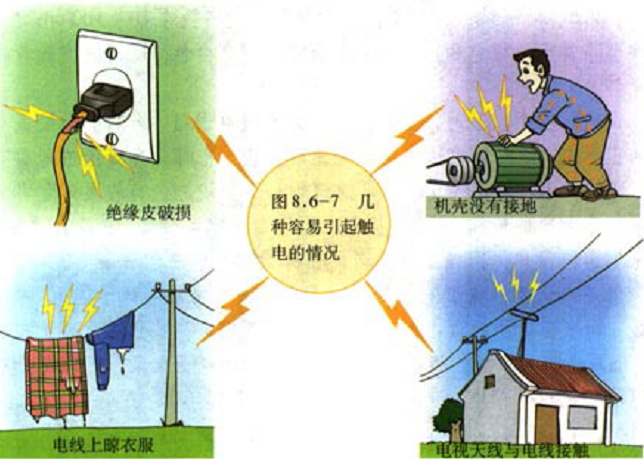 绝缘皮破损
机壳没有接地
图8.6-7 几
种容易引起触
电的情况
电线上晾衣服
电视天线与电线接触